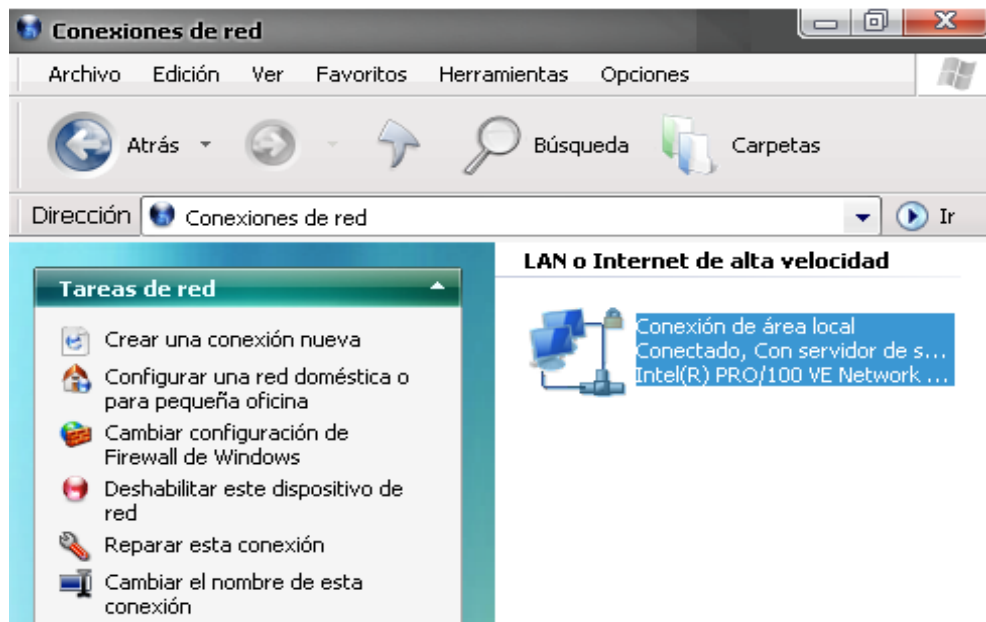 Conexiones de red
Archivo Edición Ver Favoritos Herramientas Opciones
Atrás Búsqueda Carpetas
Dirección Conexiones de red Ir
Tareas de red
Crear una conexión nueva
Configurar una red doméstica o
para pequeña oficina
Cambiar configuración de
Firewall de Windows
Deshabilitar este dispositivo de
red
Reparar esta conexión
Cambiar el nombre de esta
conexión
LAN o Internet de alta velocidad
Conexión de área local
Conectado, Con servidor de s...
Intel(R) PRO/100 VE Network ...